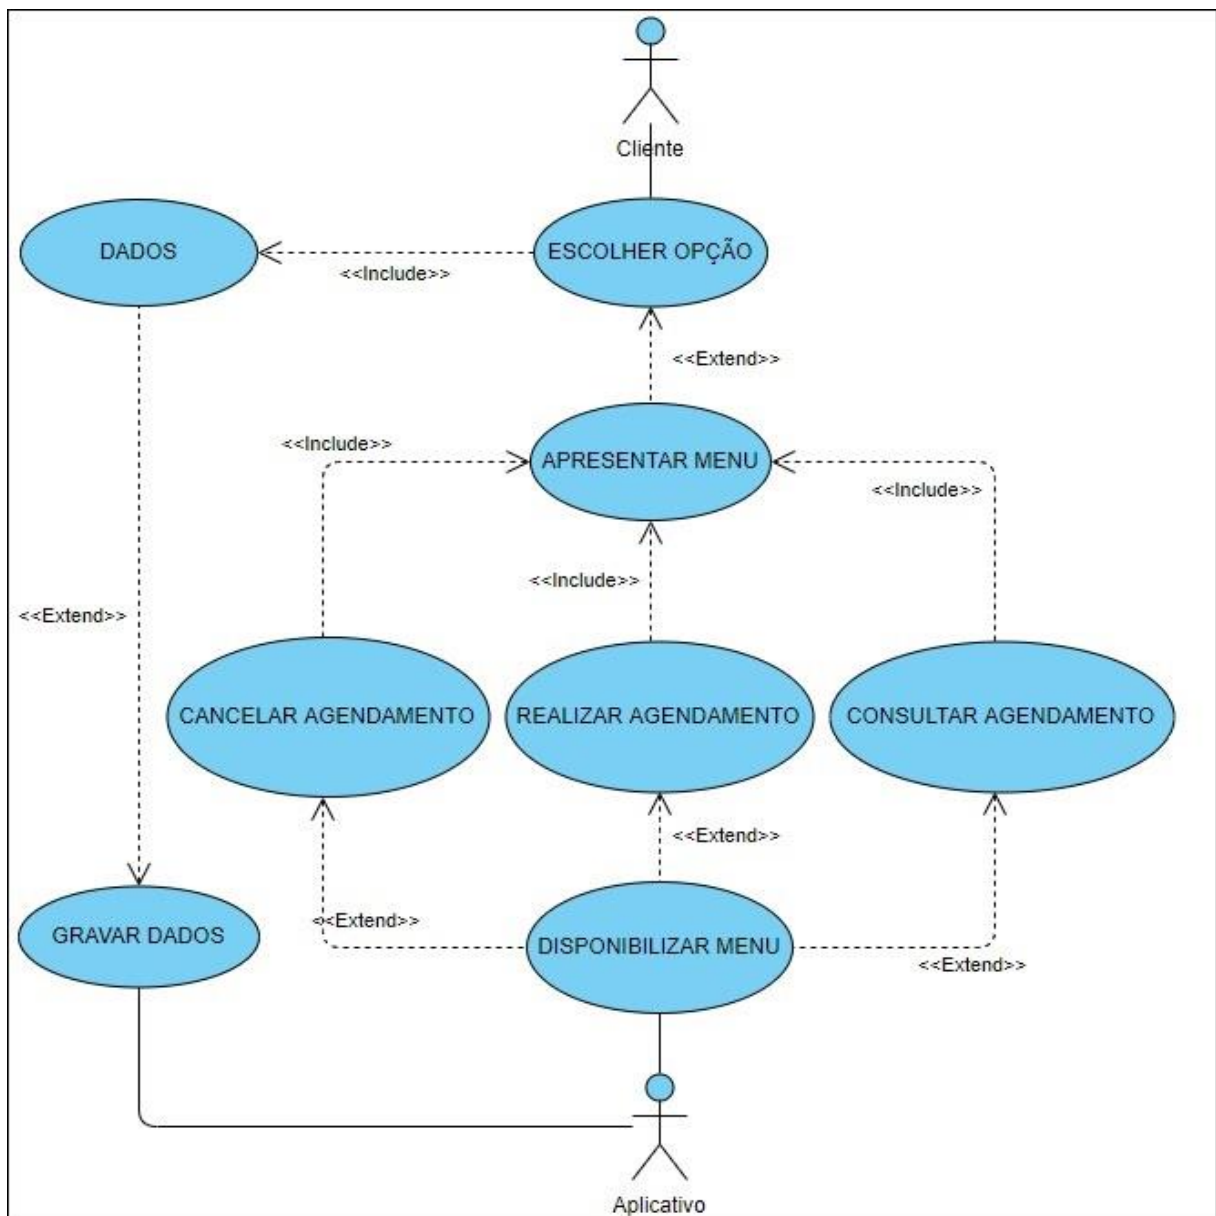 Cliente
DADOS
ESCOLHER OPÇÃO
<<Include>>
<<Extend>>
<<Include>>
APRESENTAR MENU
<<Include>>
<<Include>>
<<Extend>>
CANCELAR AGENDAMENTO
REALIZAR AGENDAMENTO
CONSULTAR AGENDAMENTO
<<Extend>>
<<Extend>>
GRAVAR DADOS
DISPONIBILIZAR MENU
<<Extend>>
Aplicativo